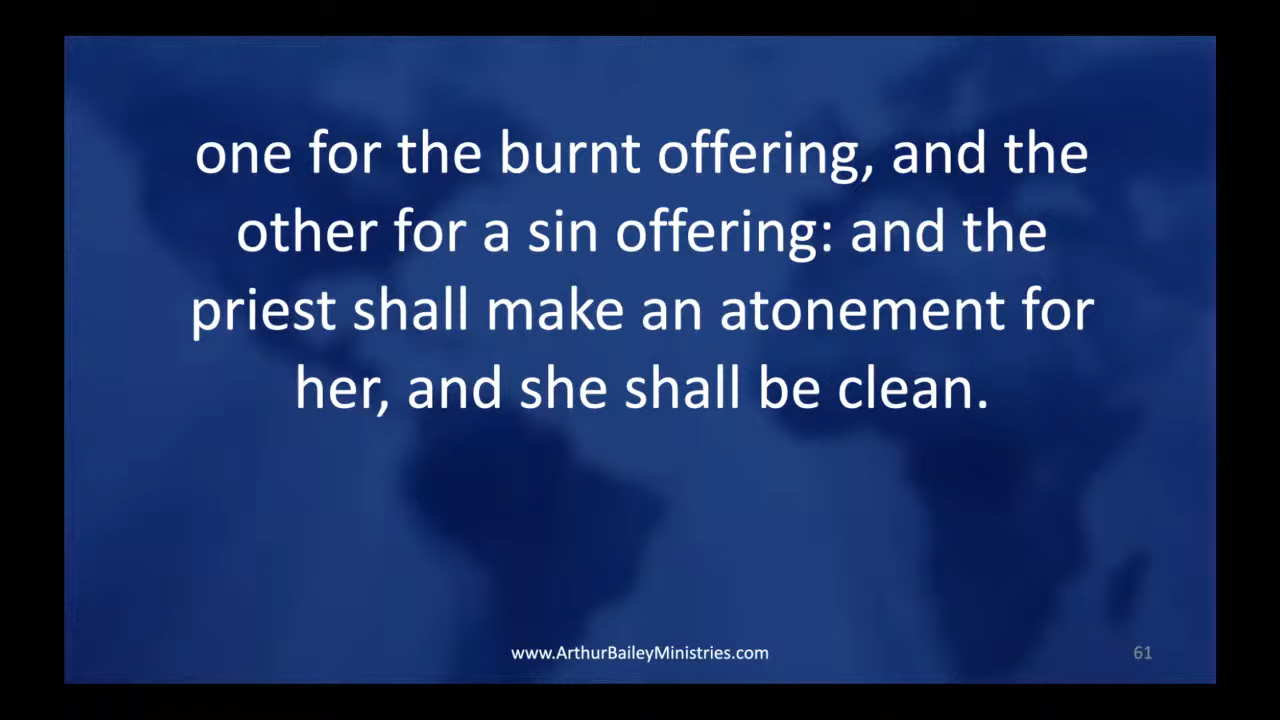 one for the burnt offering, and the
other for a sin offering: and the
priest shall make an atonement for
her, and she shall be clean.
www.ArthurBaileyMinistries.com
61